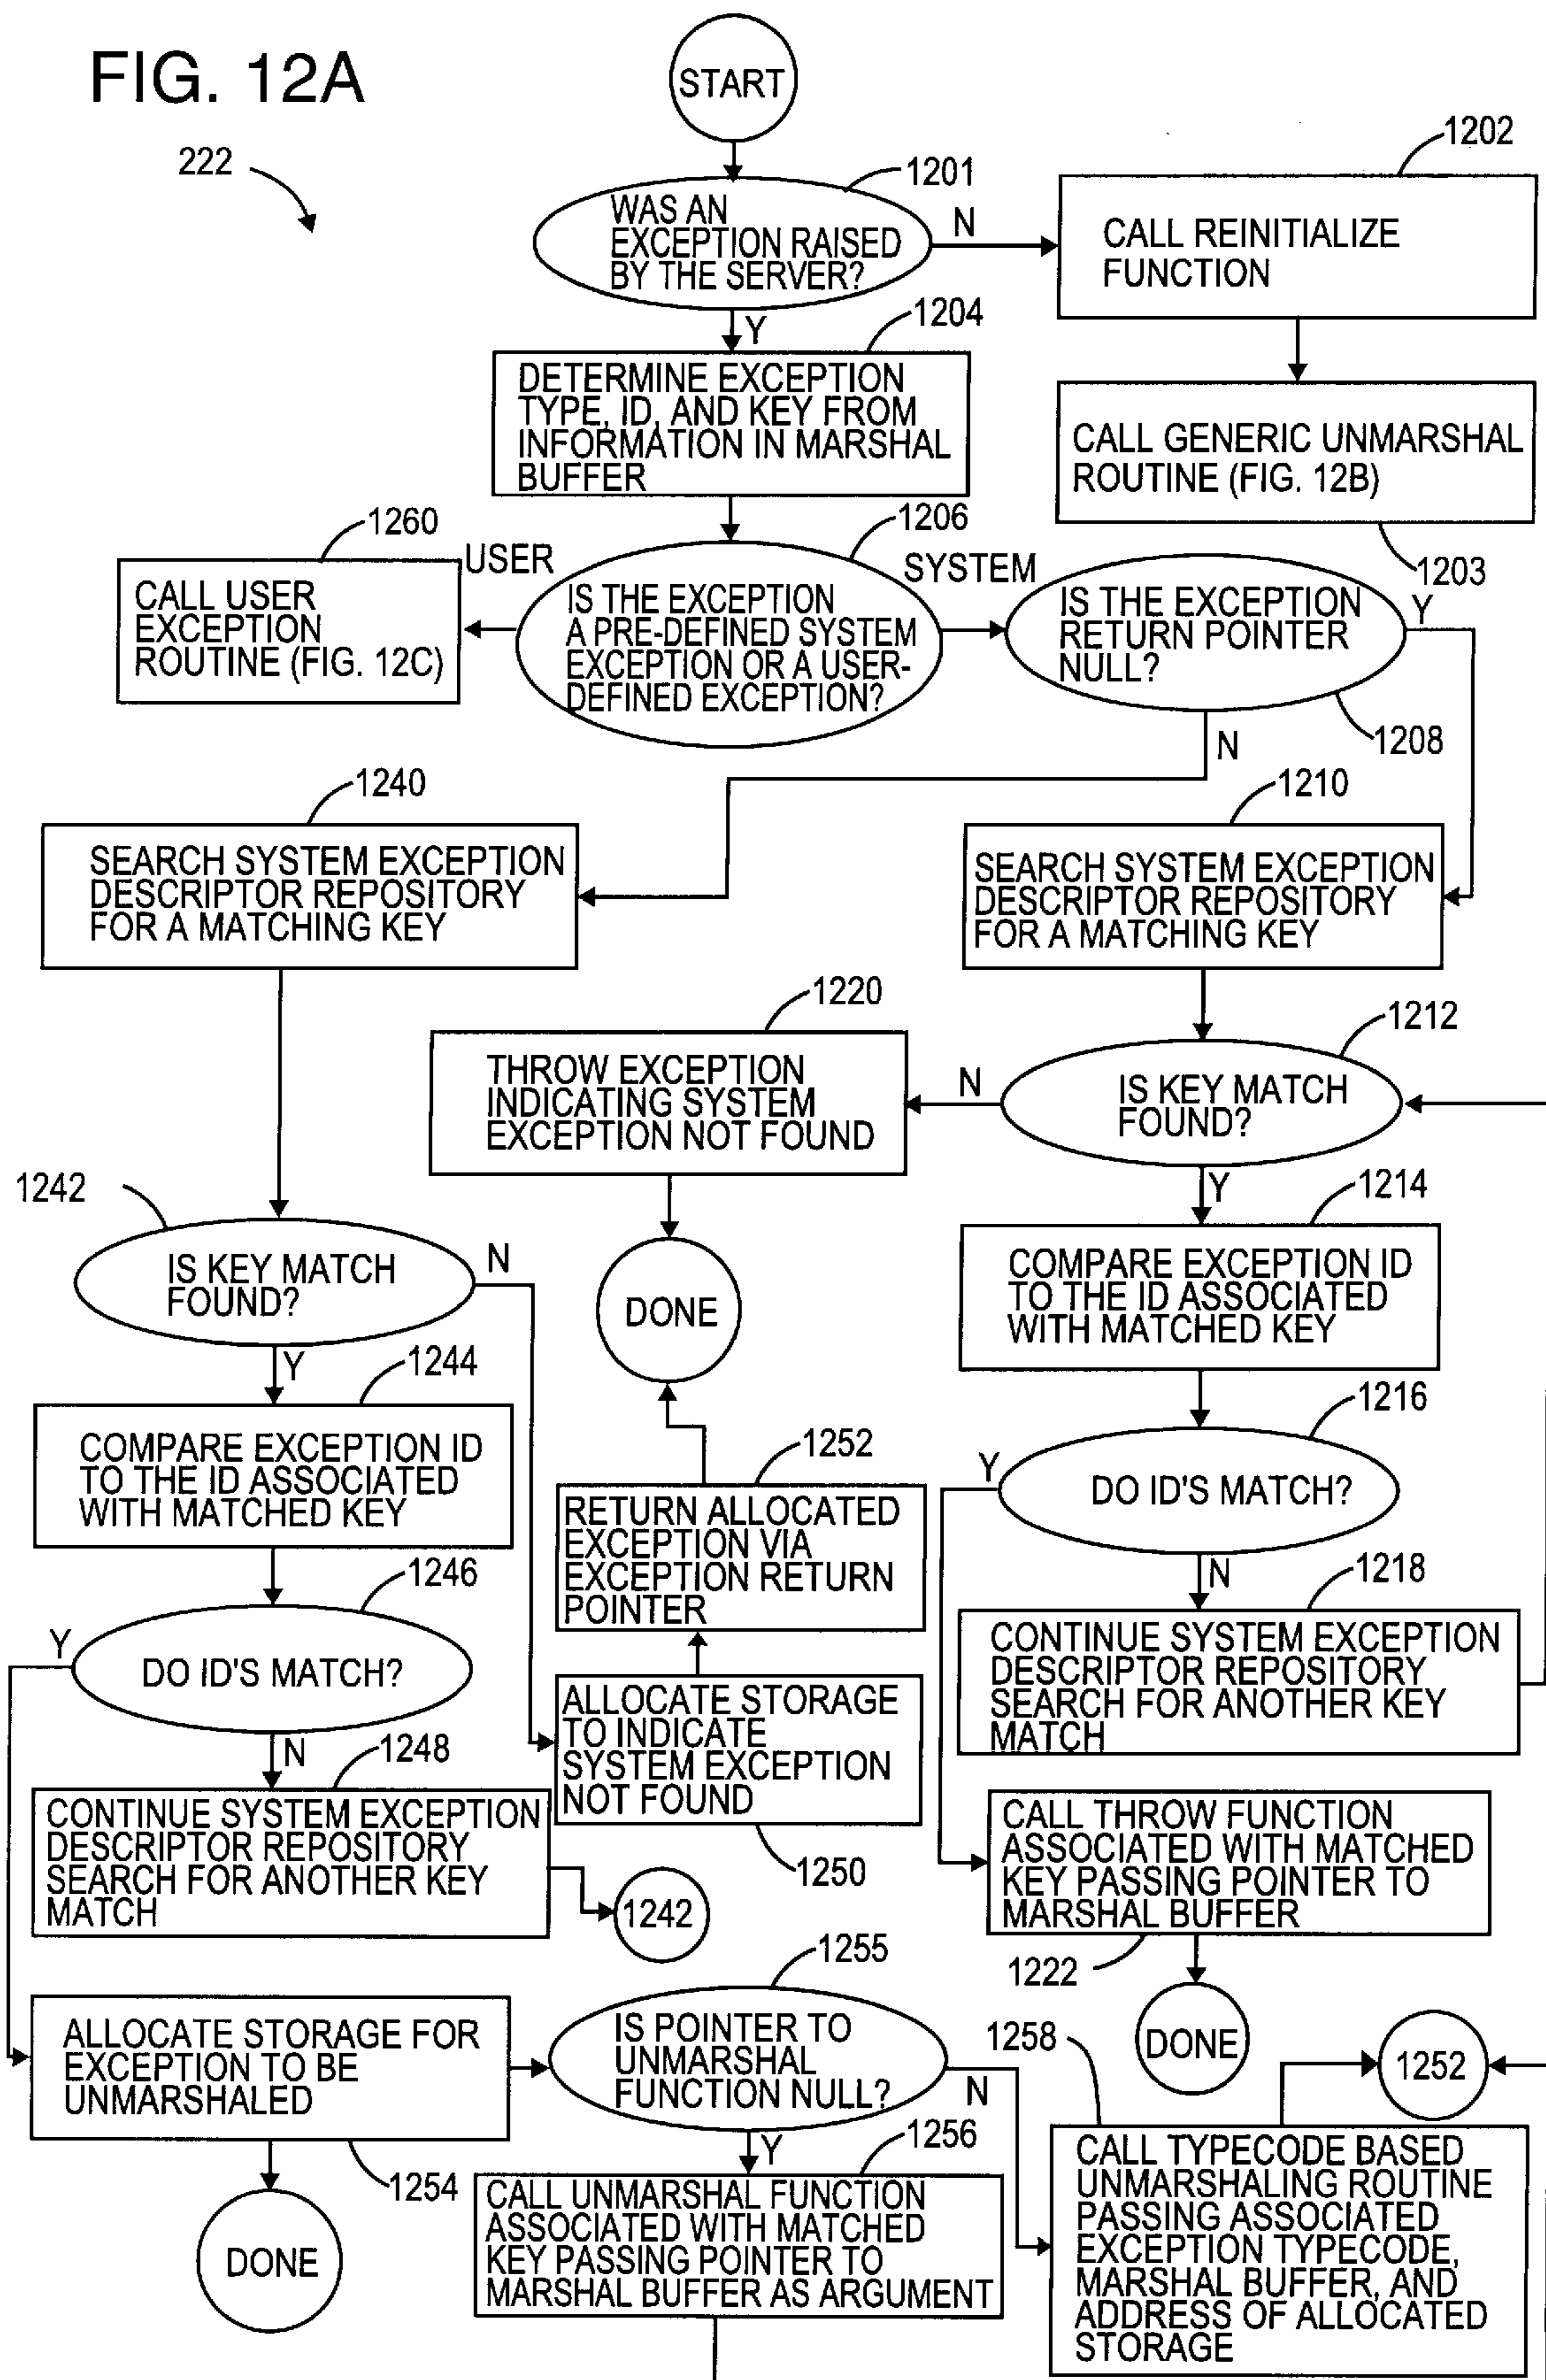 FIG. 12A
START
222
1201
1202
WAS AN
EXCEPTION RAISED
BY THE SERVER?
N
CALL REINITIALIZE
FUNCTION
Y
1204
DETERMINE EXCEPTION
TYPE, ID, AND KEY FROM
INFORMATION IN MARSHAL
BUFFER
CALL GENERIC UNMARSHAL
ROUTINE (FIG. 12B)
1203
1260
USER
1206
SYSTEM
CALL USER
EXCEPTION
ROUTINE (FIG. 12C)
IS THE EXCEPTION
A PRE-DEFINED SYSTEM
EXCEPTION OR A USER-
DEFINED EXCEPTION?
IS THE EXCEPTION
RETURN POINTER
NULL?
Y
1208
N
1240
1210
SEARCH SYSTEM EXCEPTION
DESCRIPTOR REPOSITORY
FOR A MATCHING KEY
SEARCH SYSTEM EXCEPTION
DESCRIPTOR REPOSITORY
FOR A MATCHING KEY
1220
1212
THROW EXCEPTION
INDICATING SYSTEM
EXCEPTION NOT FOUND
N
IS KEY MATCH
FOUND?
Y
1214
1242
IS KEY MATCH
FOUND?
N
DONE
COMPARE EXCEPTION ID
TO THE ID ASSOCIATED
WITH MATCHED KEY
Y
1244
COMPARE EXCEPTION ID
TO THE ID ASSOCIATED
WITH MATCHED KEY
1252
RETURN ALLOCATED
EXCEPTION VIA
EXCEPTION RETURN
POINTER
1216
Y
DO ID'S MATCH?
N
1218
1246
Y
DO ID'S MATCH?
N
1248
ALLOCATE STORAGE
TO INDICATE
SYSTEM EXCEPTION
NOT FOUND
1250
CONTINUE SYSTEM EXCEPTION
DESCRIPTOR REPOSITORY
SEARCH FOR ANOTHER KEY
MATCH
CONTINUE SYSTEM EXCEPTION
DESCRIPTOR REPOSITORY
SEARCH FOR ANOTHER KEY
MATCH
1242
CALL THROW FUNCTION
ASSOCIATED WITH MATCHED
KEY PASSING POINTER TO
MARSHAL BUFFER
1222
DONE
1255
ALLOCATE STORAGE FOR
EXCEPTION TO BE
UNMARSHALED
1254
DONE
IS POINTER TO
UNMARSHAL
FUNCTION NULL?
N
Y
1258
1252
1256
CALL UNMARSHAL FUNCTION
ASSOCIATED WITH MATCHED
KEY PASSING POINTER TO
MARSHAL BUFFER AS ARGUMENT
CALL TYPECODE BASED
UNMARSHALING ROUTINE
PASSING ASSOCIATED
EXCEPTION TYPECODE,
MARSHAL BUFFER, AND
ADDRESS OF ALLOCATED
STORAGE